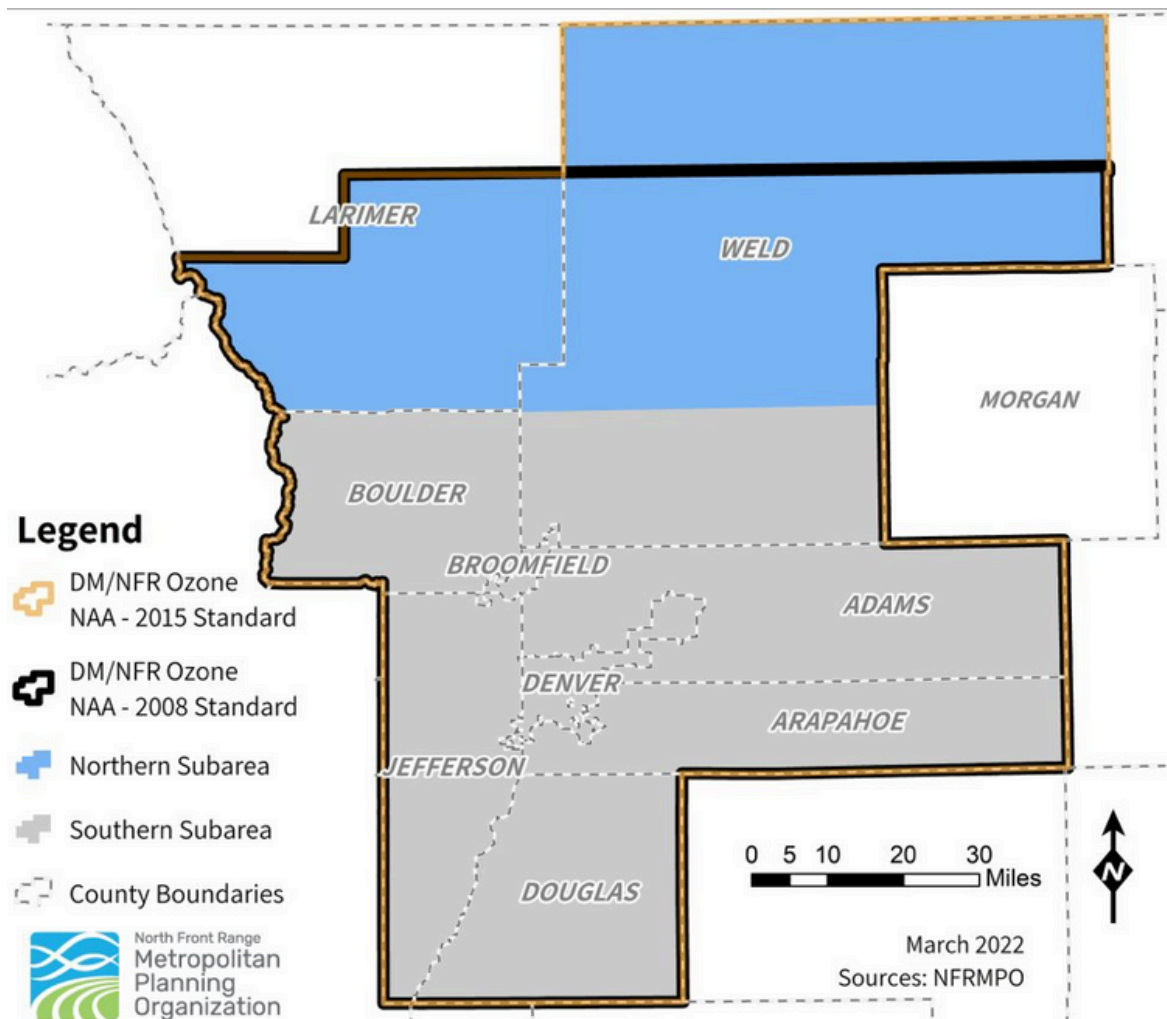 LARIMER
WELD
MORGAN
BOULDER
BROOMFIELD
ADAMS
DENVER
ARAPAHOE
JEFFERSON
DOUGLAS
Legend
DM/NFR Ozone
NAA - 2015 Standard
DM/NFR Ozone
NAA - 2008 Standard
Northern Subarea
Southern Subarea
County Boundaries
North Front Range
Metropolitan
Planning
Organization
0 5 10 20 30
Miles
N
March 2022
Sources: NFRMPO